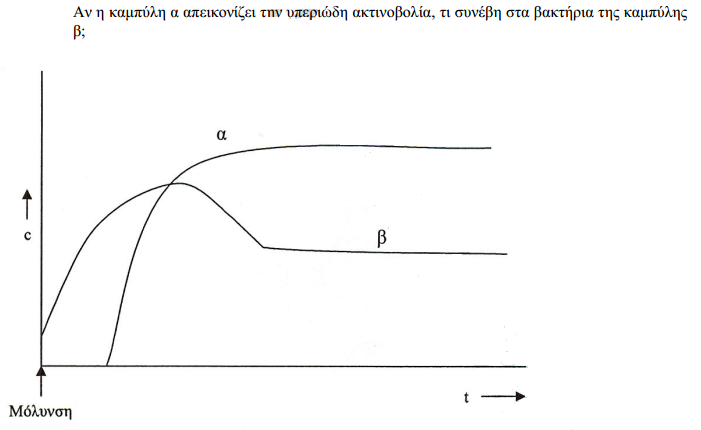 Αν η καμπύλη α απεικονίζει την υπεριώδη ακτινοβολία, τι συνέβη στα βακτήρια της καμπύλης
β;
α
c
β
t
Μόλυνση